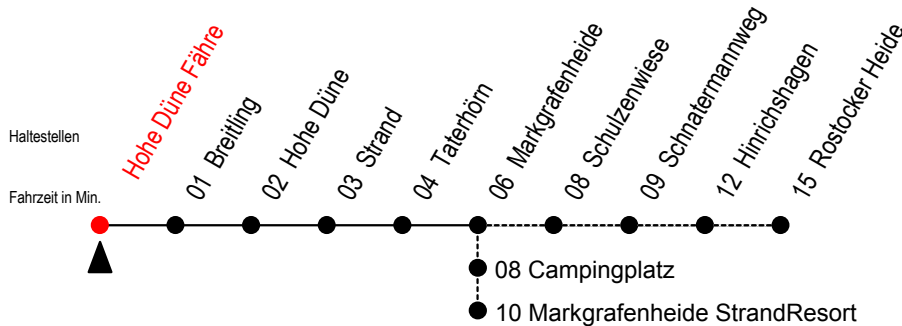 Haltestellen
Fahrzeit in Min.
Hohe Düne Fähre
01 Breitling
02 Hohe Düne
03 Strand
04 Taterhörn
06 Markgrafenheide
08 Schulzenwiese
09 Schnatermannweg
12 Hinrichshagen
15 Rostocker Heide
08 Campingplatz
10 Markgrafenheide StrandResort